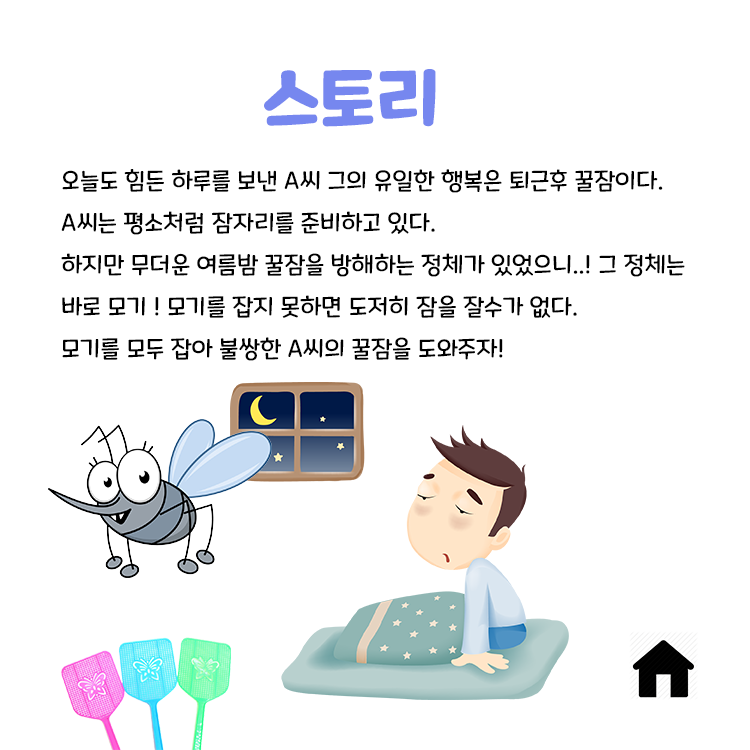 스토리
오늘도 힘든 하루를 보낸 A씨 그의 유일한 행복은 퇴근후 꿀잠이다.
A씨는 평소처럼 잠자리를 준비하고 있다.
하지만 무더운 여름밤 꿀잠을 방해하는 정체가 있었으니..! 그 정체는
바로 모기 ! 모기를 잡지 못하면 도저히 잠을 잘수가 없다.
모기를 모두 잡아 불쌍한 A씨의 꿀잠을 도와주자!